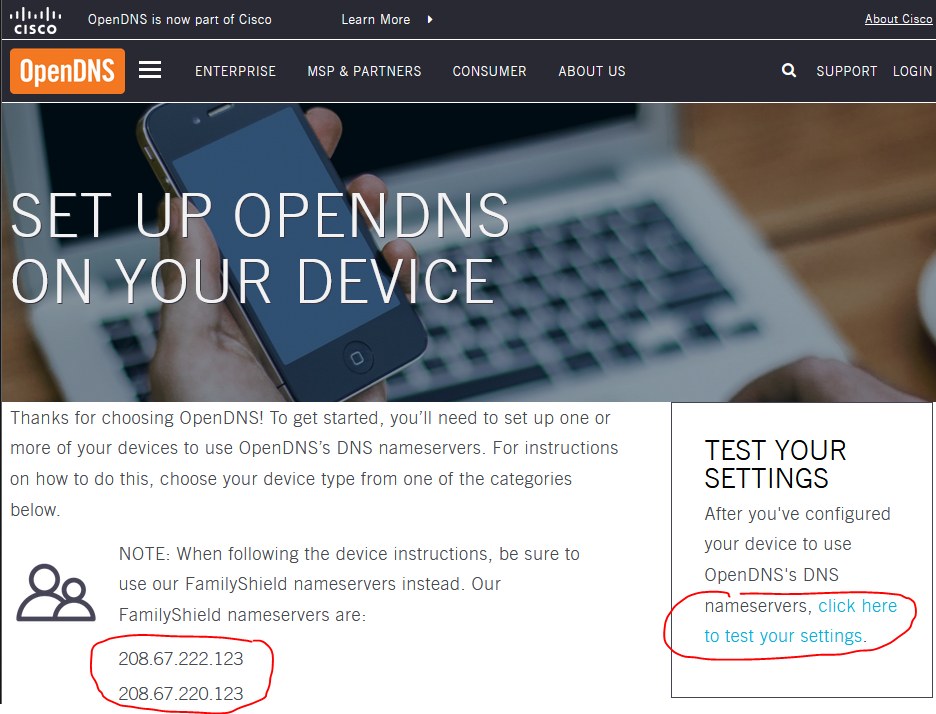 CISCO
OpenDNS is now part of Cisco
Learn More
About Cisco
OpenDNS
ENTERPRISE
MSP & PARTNERS
CONSUMER
ABOUT US
SUPPORT
LOGIN
SET UP OPENDNS
ON YOUR DEVICE
Thanks for choosing OpenDNS! To get started, you’ll need to set up one or
more of your devices to use OpenDNS’s DNS nameservers. For instructions
on how to do this, choose your device type from one of the categories
below.
NOTE: When following the device instructions, be sure to
use our FamilyShield nameservers instead. Our
FamilyShield nameservers are:
208.67.222.123
208.67.220.123
TEST YOUR
SETTINGS
After you've configured
your device to use
OpenDNS's DNS
nameservers, click here
to test your settings.